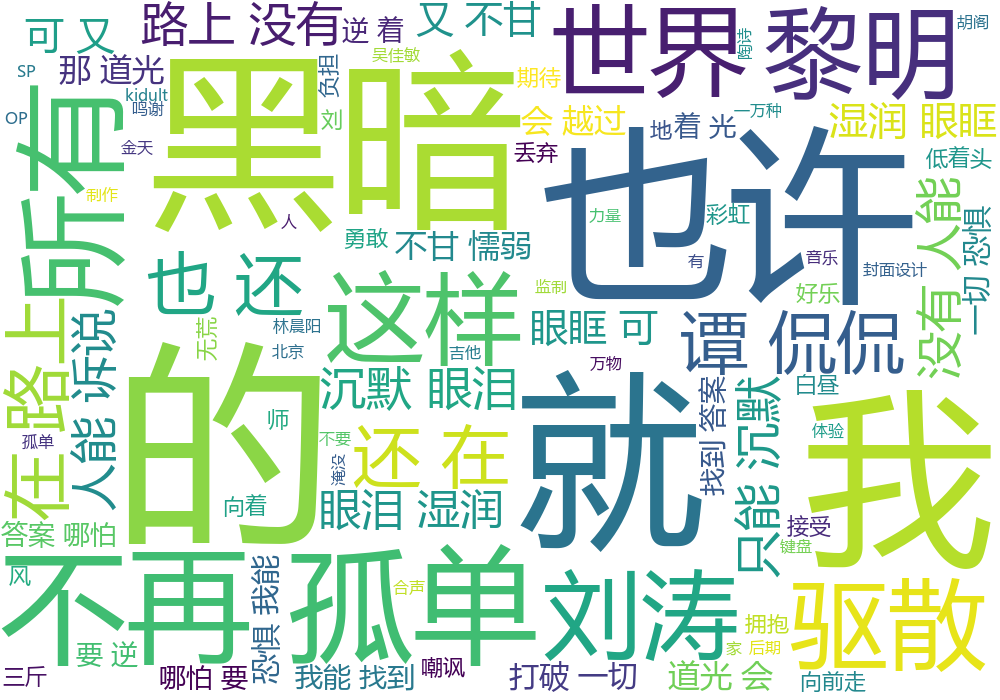 可 又
路上 没有
逆 着
又 不甘
世界
黎明
胡阁
SP
那 道光
吴佳敏
负担
期待
kidult
鸣谢
OP
所有
黑暗
刘
会 越过
一万种
地
着 光
湿润 眼眶
金天
丢弃
也许
低着头
制作
人
力量
彩虹
没有 人能
一切 恐惧
勇敢
不甘 懦弱
有
音乐
封面设计
也 还
这样
监制
好乐
路上
人能 诉说
无荒
林晨阳
北京
吉他
眼眶 可
谭 侃侃
万物
的
沉默 眼泪
就
找到 答案
只能 沉默
白昼
我
在 路上
孤单
师
不要
还 在
体验
淹没
向着
眼泪 湿润
答案 哪怕
接受
键盘
不再
孤单
风
恐惧 我能
合声
刘涛
驱散
拥抱
要 逆
家
后期
三斤
哪怕 要
我能 找到
嘲讽
打破 一切
道光 会
向前走